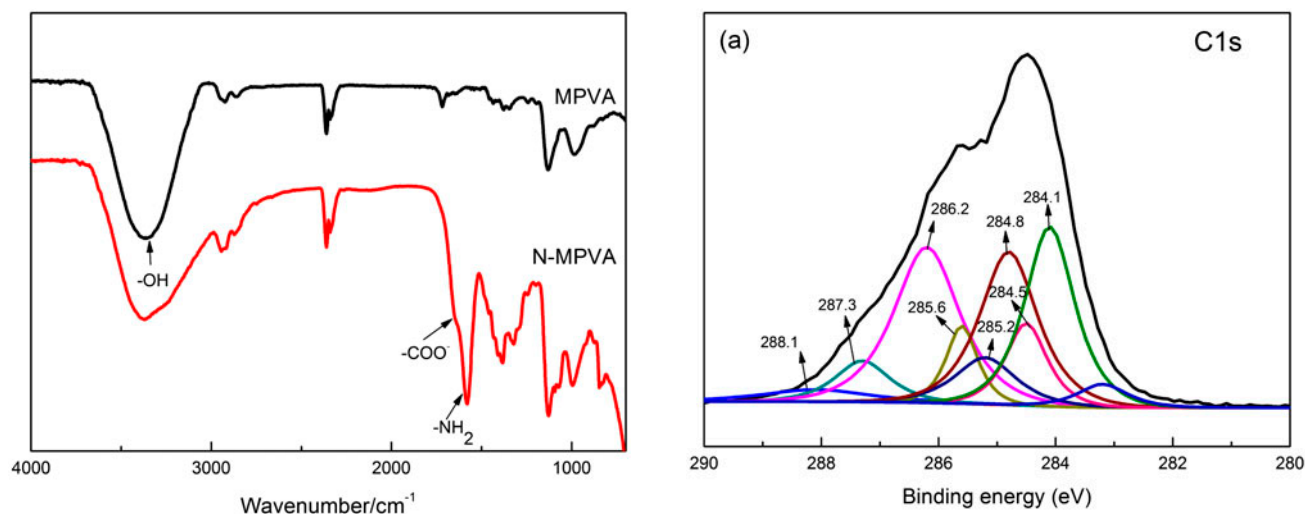 MPVA
-OH
N-MPVA
-COO⁻
-NH₂
4000
3000
2000
1000
Wavenumber/cm⁻¹
(a)
C1s
284.1
284.8
286.2
284.5
287.3
285.6
285.2
288.1
290
288
286
284
282
280
Binding energy (eV)